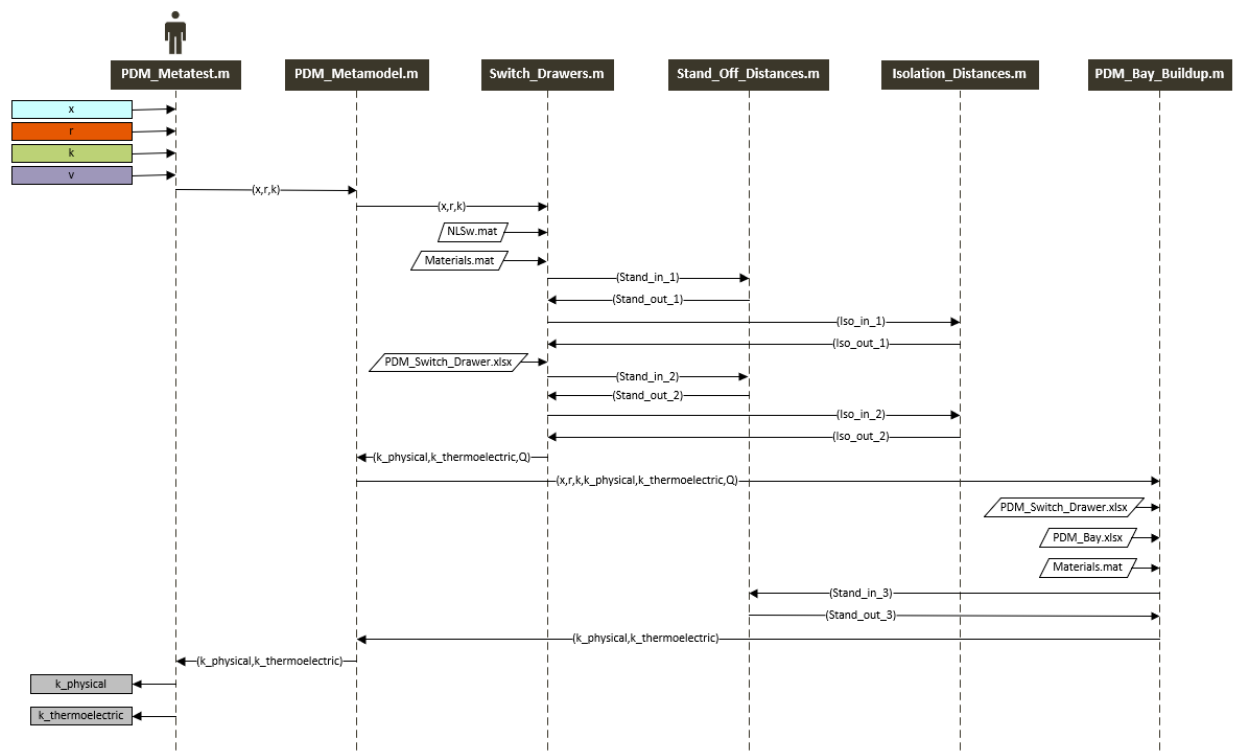 PDM_Metatest.m
PDM_Metamodel.m
Switch_Drawers.m
Stand_Off_Distances.m
Isolation_Distances.m
PDM_Bay_Buildup.m
x
r
k
v
(x,r,k)
(x,r,k)
NLSw.mat
Materials.mat
(Stand_in_1)
(Stand_out_1)
(Iso_in_1)
(Iso_out_1)
PDM_Switch_Drawer.xlsx
(Stand_in_2)
(Stand_out_2)
(Iso_in_2)
(Iso_out_2)
(k_physical,k_thermoelectric,Q)
(x,r,k,k_physical,k_thermoelectric,Q)
PDM_Switch_Drawer.xlsx
PDM_Bay.xlsx
Materials.mat
(Stand_in_3)
(Stand_out_3)
(k_physical,k_thermoelectric)
(k_physical,k_thermoelectric)
k_physical
k_thermoelectric